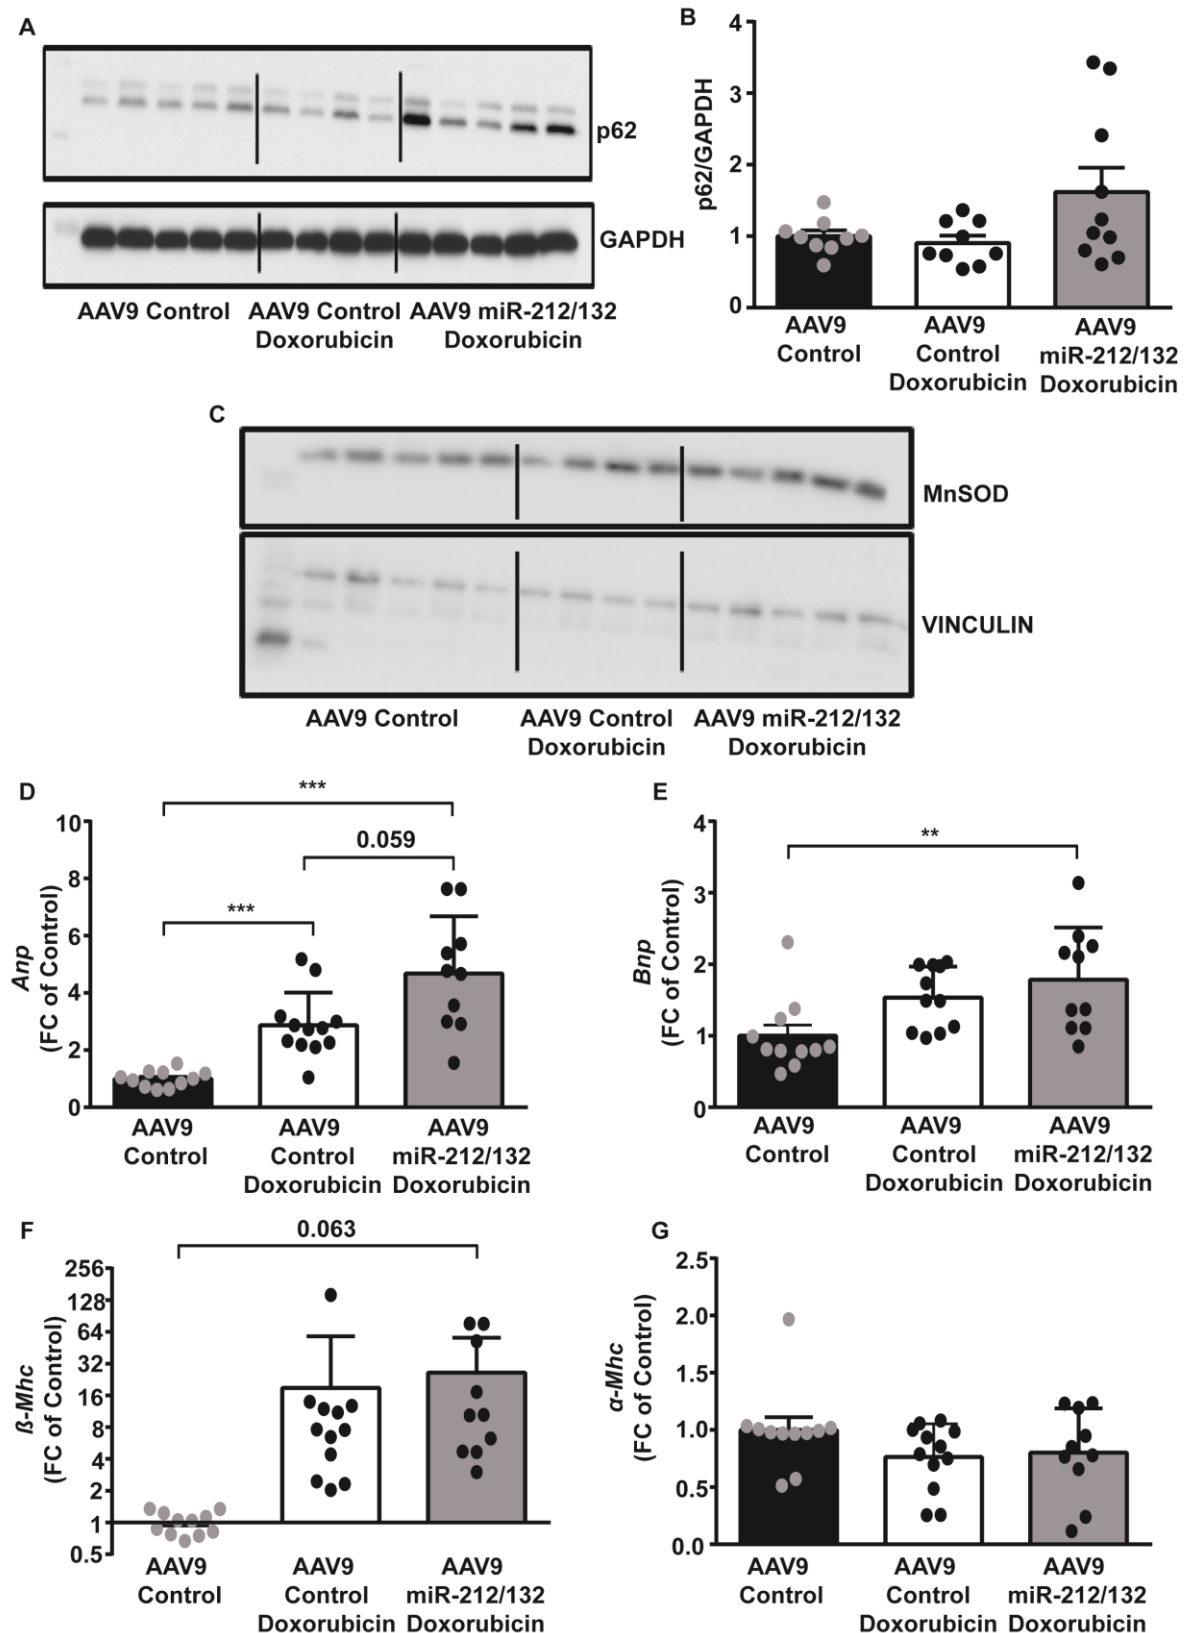 A
p62
GAPDH
AAV9 Control
AAV9 Control
Doxorubicin
AAV9 miR-212/132
Doxorubicin
B
p62/GAPDH
4
3
2
1
0
AAV9
Control
AAV9
Control
Doxorubicin
AAV9
miR-212/132
Doxorubicin
C
MnSOD
VINCULIN
AAV9 Control
AAV9 Control
Doxorubicin
AAV9 miR-212/132
Doxorubicin
D
***
0.059
***
Anp
(FC of Control)
10
8
6
4
2
0
AAV9
Control
AAV9
Control
Doxorubicin
AAV9
miR-212/132
Doxorubicin
E
**
Bnp
(FC of Control)
4
3
2
1
0
AAV9
Control
AAV9
Control
Doxorubicin
AAV9
miR-212/132
Doxorubicin
F
0.063
ß-Mhc
(FC of Control)
256
128
64
32
16
8
4
2
1
0.5
AAV9
Control
AAV9
Control
Doxorubicin
AAV9
miR-212/132
Doxorubicin
G
α-Mhc
(FC of Control)
2.5
2.0
1.5
1.0
0.5
0.0
AAV9
Control
AAV9
Control
Doxorubicin
AAV9
miR-212/132
Doxorubicin